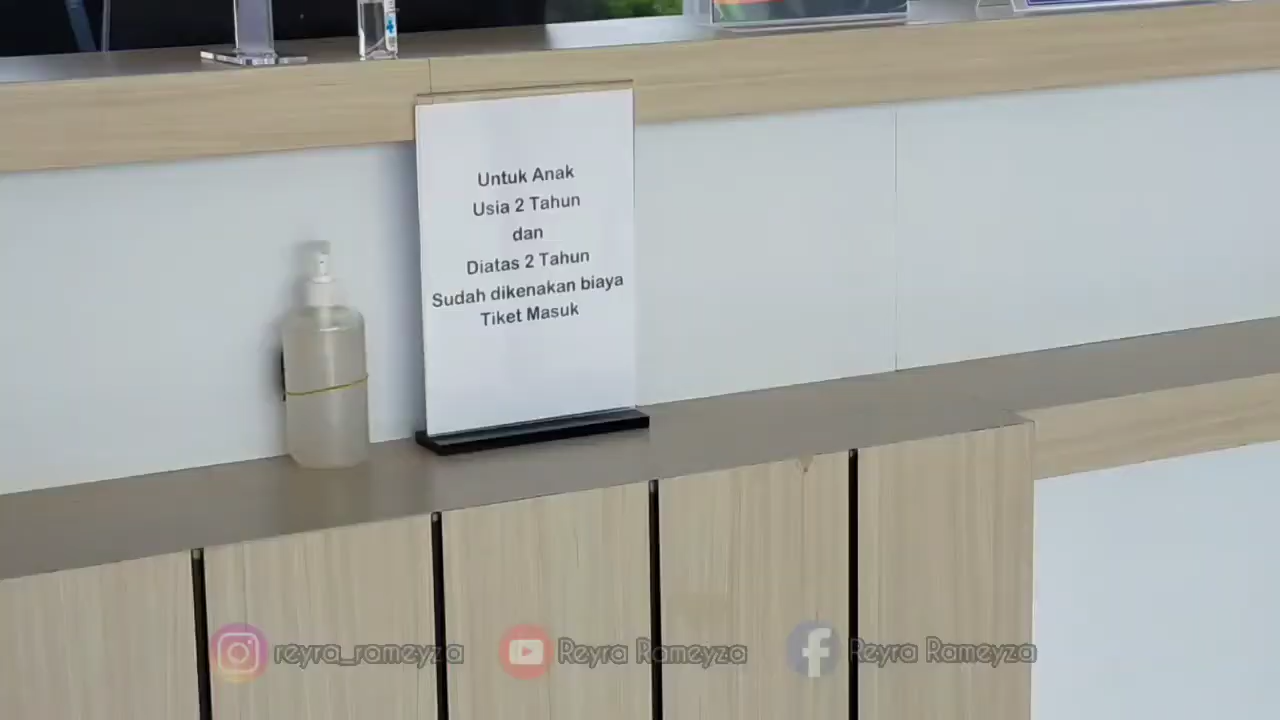 Untuk Anak
Usia 2 Tahun
dan
Diatas 2 Tahun
Sudah dikenakan biaya
Tiket Masuk
reyra_rameyza
Reyra Rameyza
Reyra Rameyza